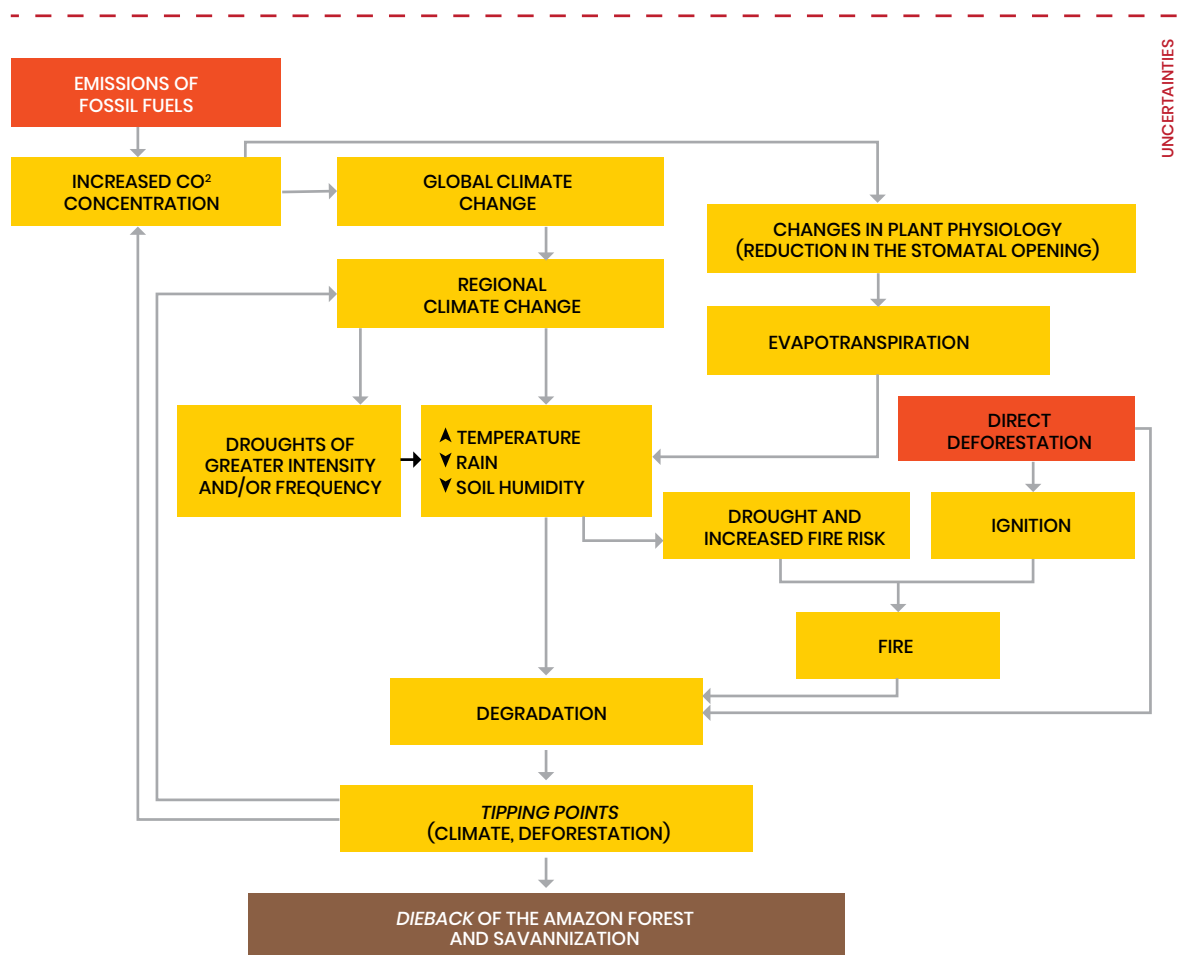 UNCERTAINTIES
EMISSIONS OF
FOSSIL FUELS
INCREASED CO²
CONCENTRATION
GLOBAL CLIMATE
CHANGE
CHANGES IN PLANT PHYSIOLOGY
(REDUCTION IN THE STOMATAL OPENING)
REGIONAL
CLIMATE CHANGE
EVAPOTRANSPIRATION
DROUGHTS OF
GREATER INTENSITY
AND/OR FREQUENCY
TEMPERATURE
RAIN
SOIL HUMIDITY
DIRECT
DEFORESTATION
DROUGHT AND
INCREASED FIRE RISK
IGNITION
FIRE
DEGRADATION
TIPPING POINTS
(CLIMATE, DEFORESTATION)
DIEBACK OF THE AMAZON FOREST
AND SAVANNIZATION